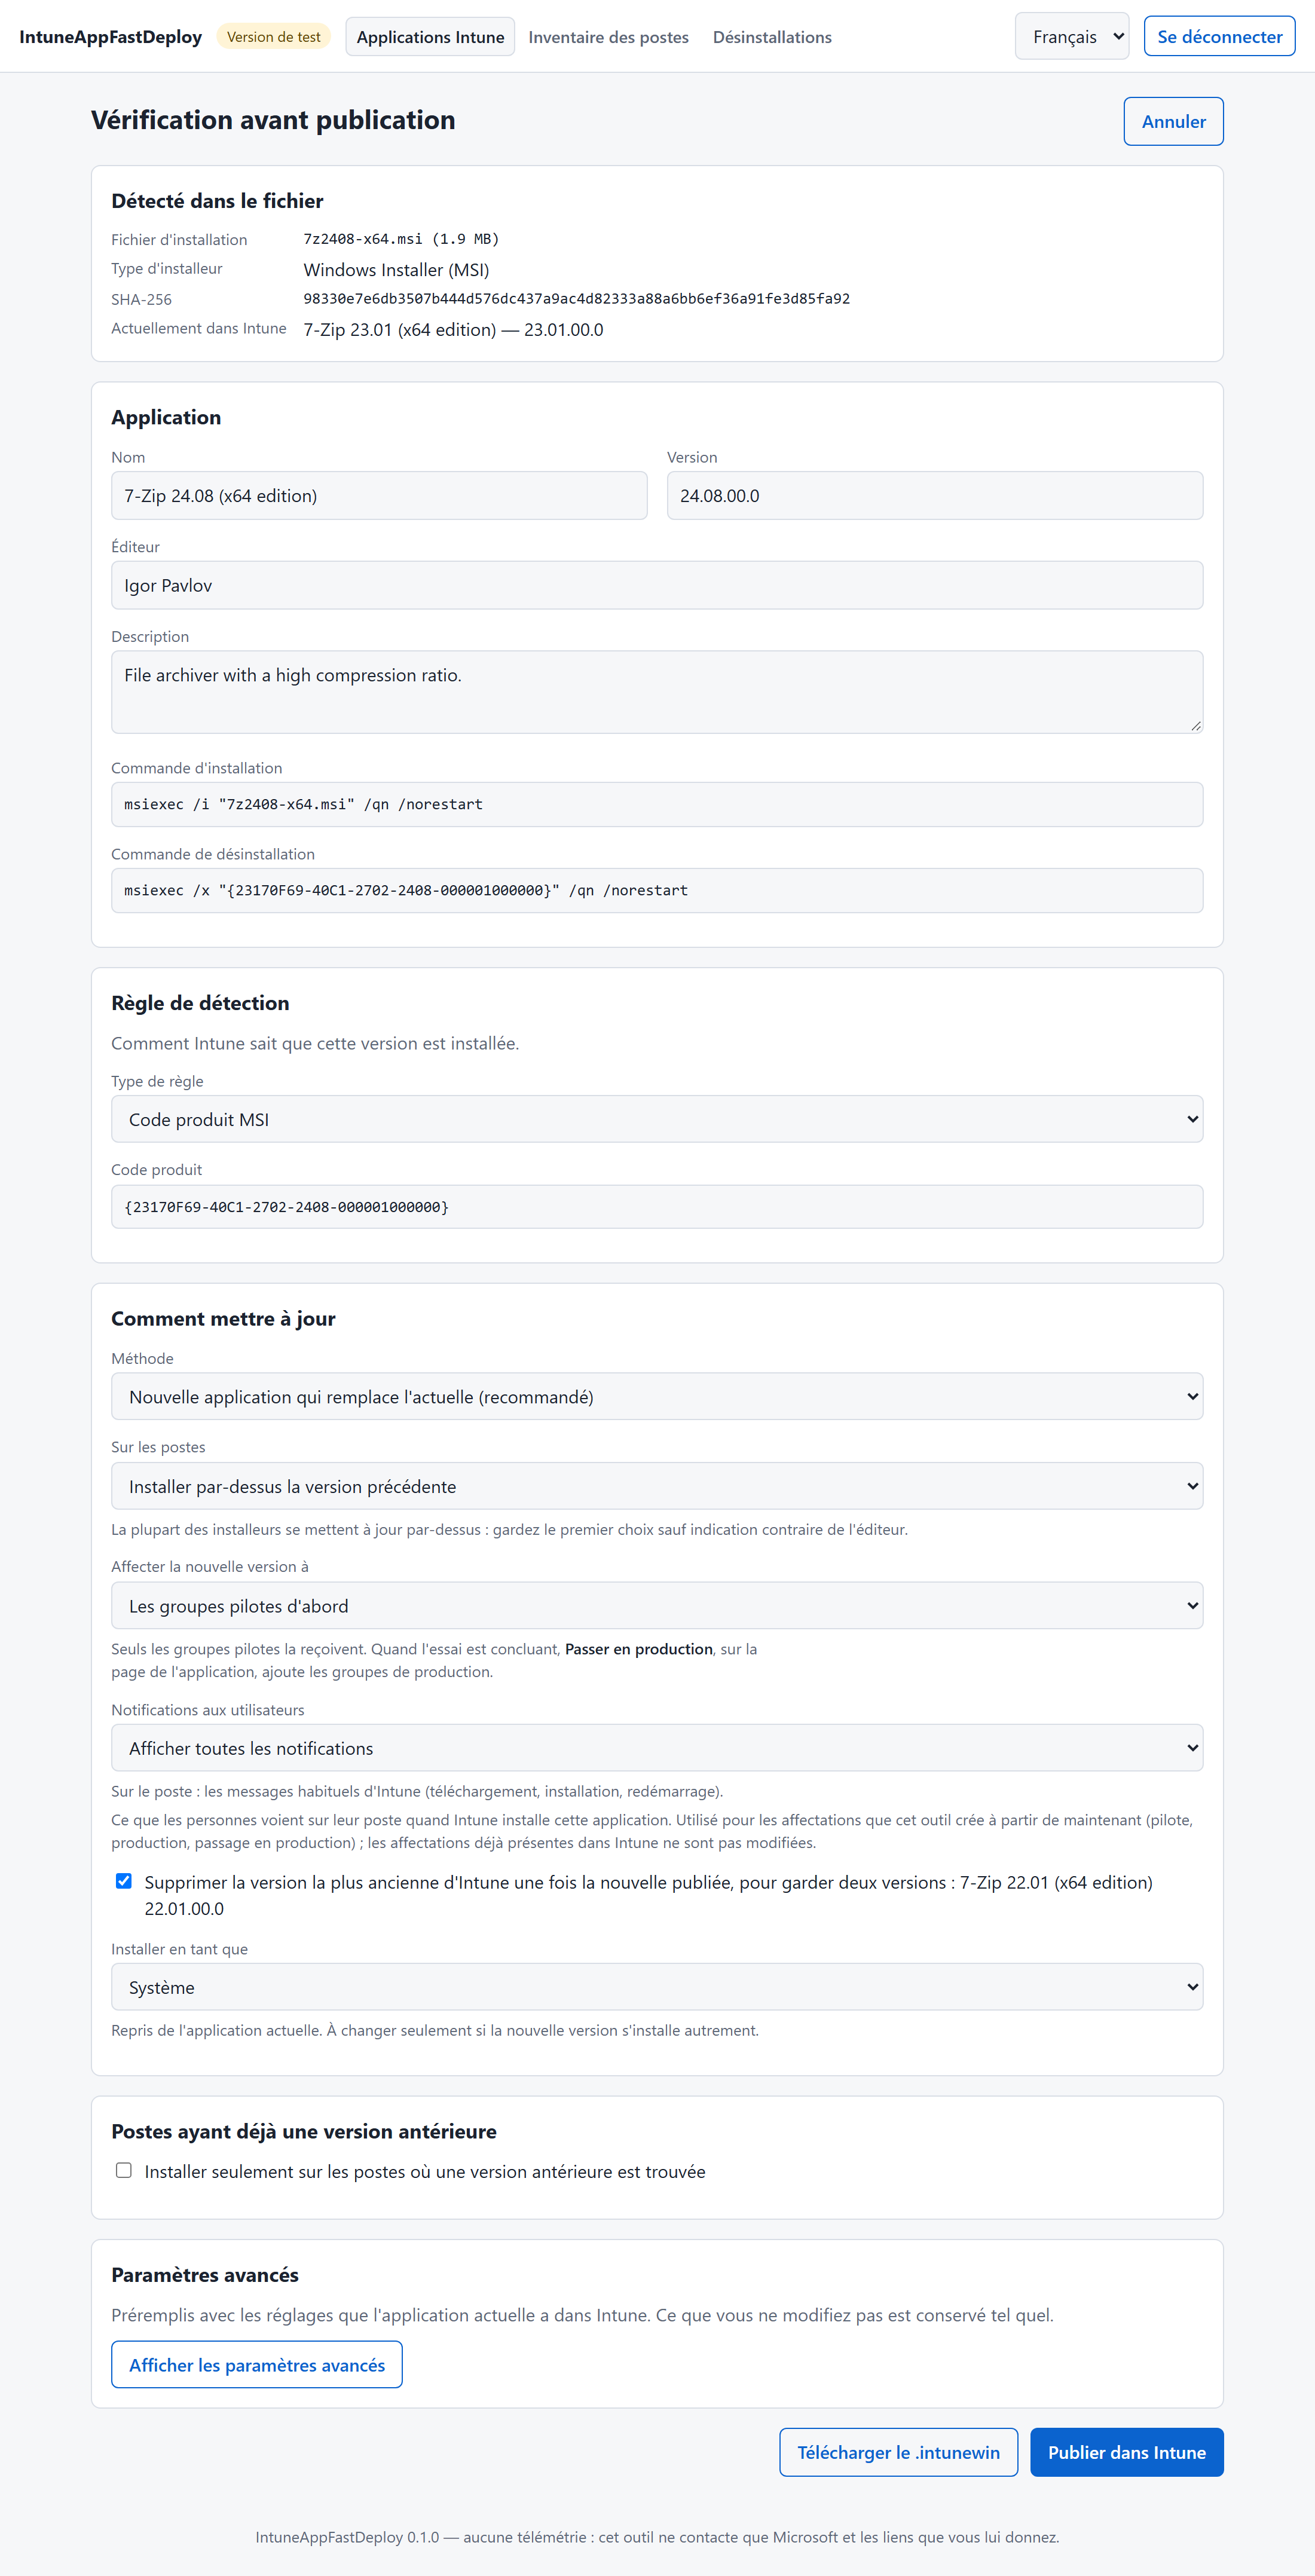 IntuneAppFastDeploy
Version de test
Applications Intune
Inventaire des postes
Désinstallations
Français
Se déconnecter
Vérification avant publication
Annuler
Détecté dans le fichier
Fichier d'installation
7z2408-x64.msi (1.9 MB)
Type d'installeur
Windows Installer (MSI)
SHA-256
98330e7e6db3507b444d576dc437a9ac4d82333a88a6bb6ef36a91fe3d85fa92
Actuellement dans Intune
7-Zip 23.01 (x64 edition) — 23.01.00.0
Application
Nom
Version
7-Zip 24.08 (x64 edition)
24.08.00.0
Éditeur
Igor Pavlov
Description
File archiver with a high compression ratio.
Commande d'installation
msiexec /i "7z2408-x64.msi" /qn /norestart
Commande de désinstallation
msiexec /x "{23170F69-40C1-2702-2408-000001000000}" /qn /norestart
Règle de détection
Comment Intune sait que cette version est installée.
Type de règle
Code produit MSI
Code produit
{23170F69-40C1-2702-2408-000001000000}
Comment mettre à jour
Méthode
Nouvelle application qui remplace l'actuelle (recommandé)
Sur les postes
Installer par-dessus la version précédente
La plupart des installeurs se mettent à jour par-dessus : gardez le premier choix sauf indication contraire de l'éditeur.
Affecter la nouvelle version à
Les groupes pilotes d'abord
Seuls les groupes pilotes la reçoivent. Quand l'essai est concluant, Passer en production, sur la
page de l'application, ajoute les groupes de production.
Notifications aux utilisateurs
Afficher toutes les notifications
Sur le poste : les messages habituels d'Intune (téléchargement, installation, redémarrage).
Ce que les personnes voient sur leur poste quand Intune installe cette application. Utilisé pour les affectations que cet outil crée à partir de maintenant (pilote,
production, passage en production) ; les affectations déjà présentes dans Intune ne sont pas modifiées.
Supprimer la version la plus ancienne d'Intune une fois la nouvelle publiée, pour garder deux versions : 7-Zip 22.01 (x64 edition)
22.01.00.0
Installer en tant que
Système
Repris de l'application actuelle. À changer seulement si la nouvelle version s'installe autrement.
Postes ayant déjà une version antérieure
Installer seulement sur les postes où une version antérieure est trouvée
Paramètres avancés
Préremplis avec les réglages que l'application actuelle a dans Intune. Ce que vous ne modifiez pas est conservé tel quel.
Afficher les paramètres avancés
Télécharger le .intunewin
Publier dans Intune
IntuneAppFastDeploy 0.1.0 — aucune télémétrie : cet outil ne contacte que Microsoft et les liens que vous lui donnez.